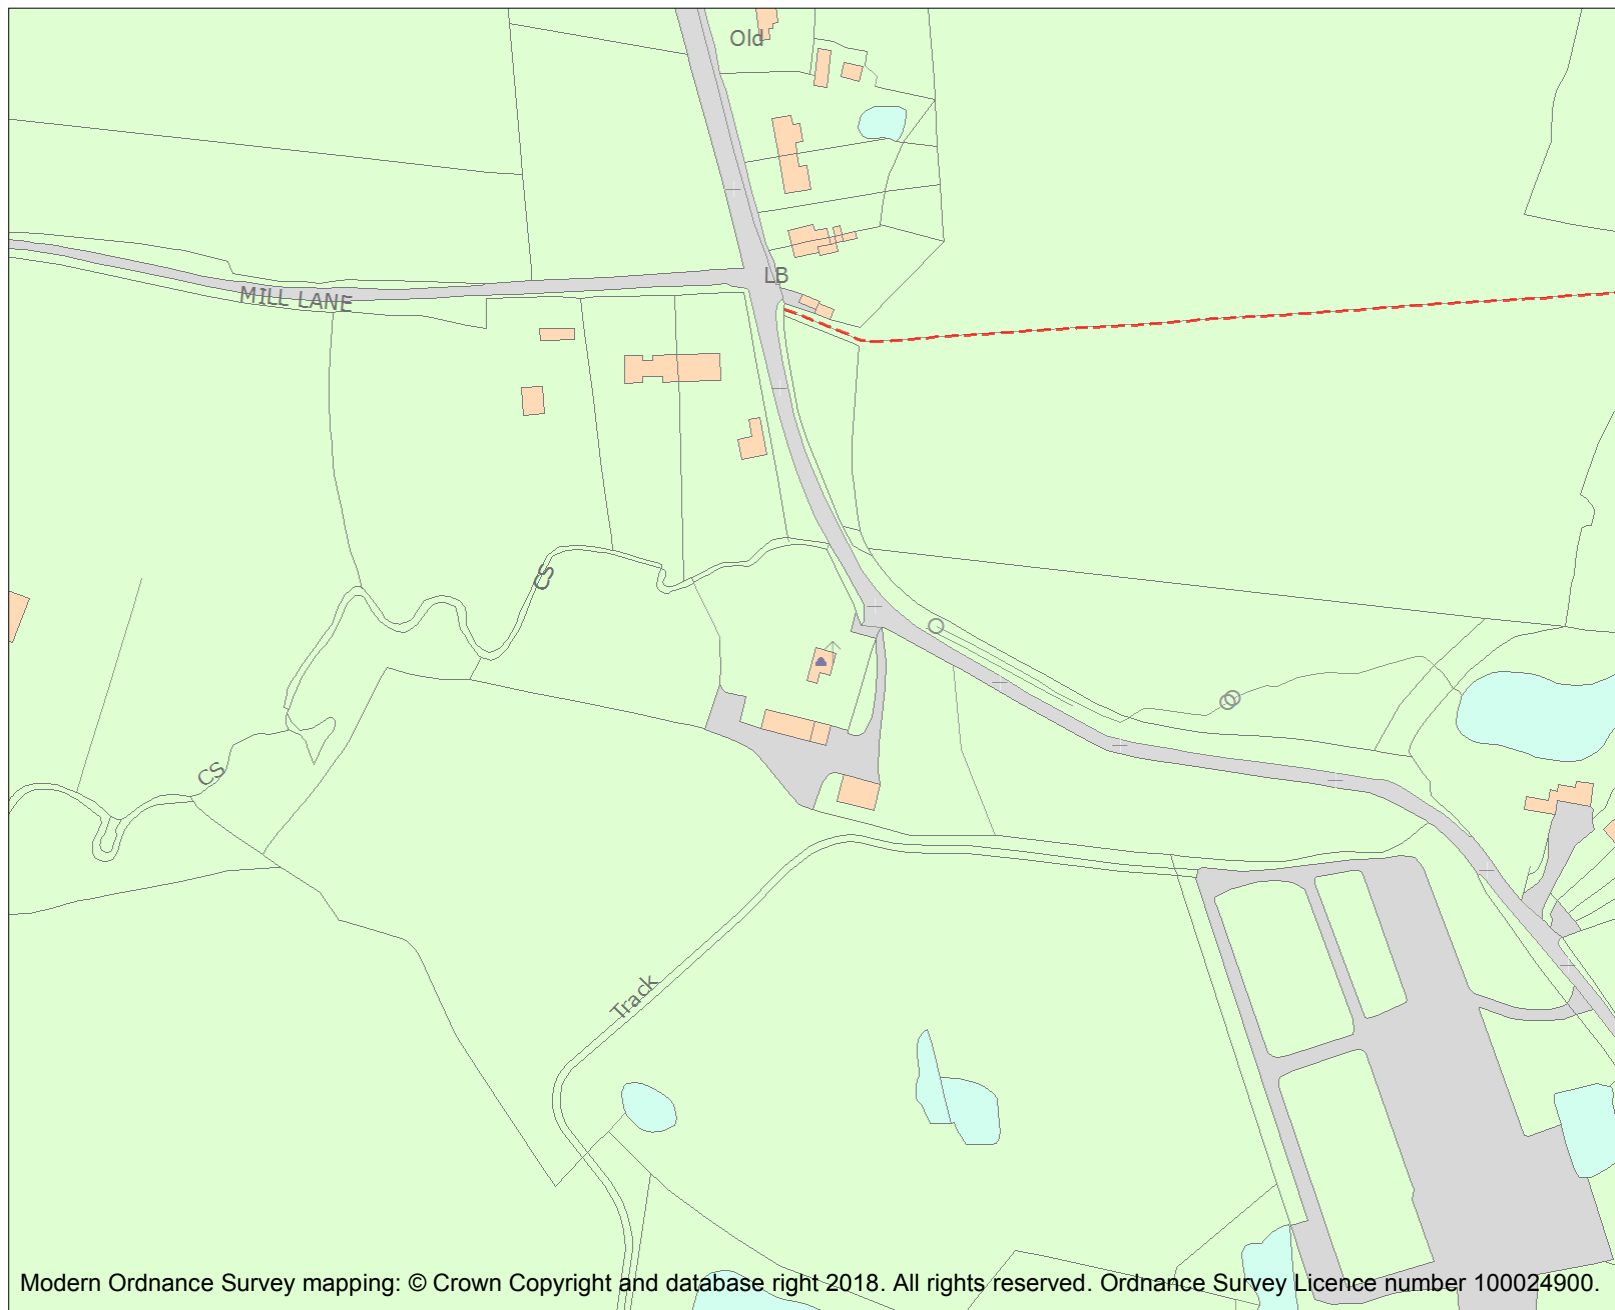 Old
LB
MILL LANE
CS
CS
Track
Modern Ordnance Survey mapping: © Crown Copyright and database right 2018. All rights reserved. Ordnance Survey Licence number 100024900.